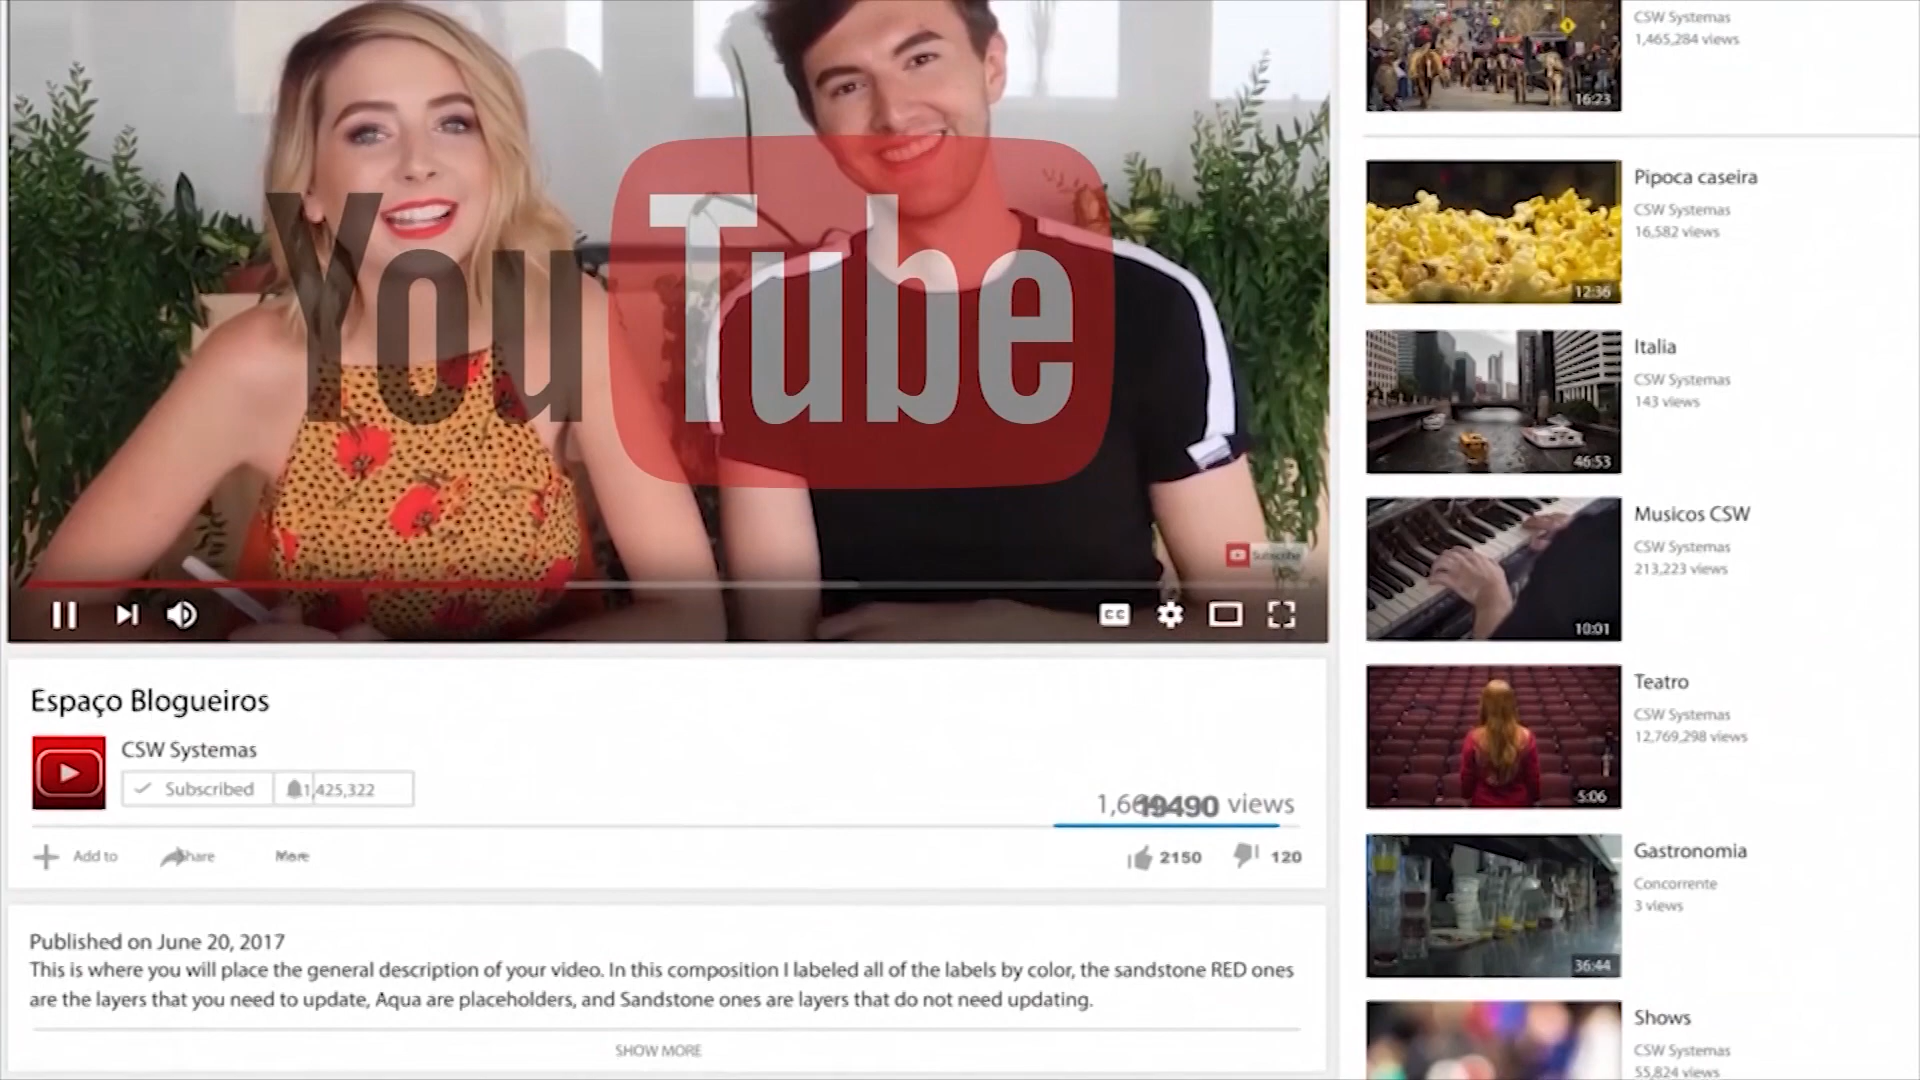 YouTube
Subscribe
CC
Espaço Blogueiros
CSW Systemas
Subscribed
1,425,322
19490 views
Add to
Share
More
2150
120
Published on June 20, 2017
This is where you will place the general description of your video. In this composition I labeled all of the labels by color, the sandstone RED ones
are the layers that you need to update, Aqua are placeholders, and Sandstone ones are layers that do not need updating.
SHOW MORE
CSW Systemas
1,465,284 views
16:23
Pipoca caseira
CSW Systemas
16,582 views
12:36
Italia
CSW Systemas
143 views
46:53
Musicos CSW
CSW Systemas
213,223 views
10:01
Teatro
CSW Systemas
12,769,298 views
5:06
Gastronomia
Concorrente
3 views
36:44
Shows
CSW Systemas
55,824 views